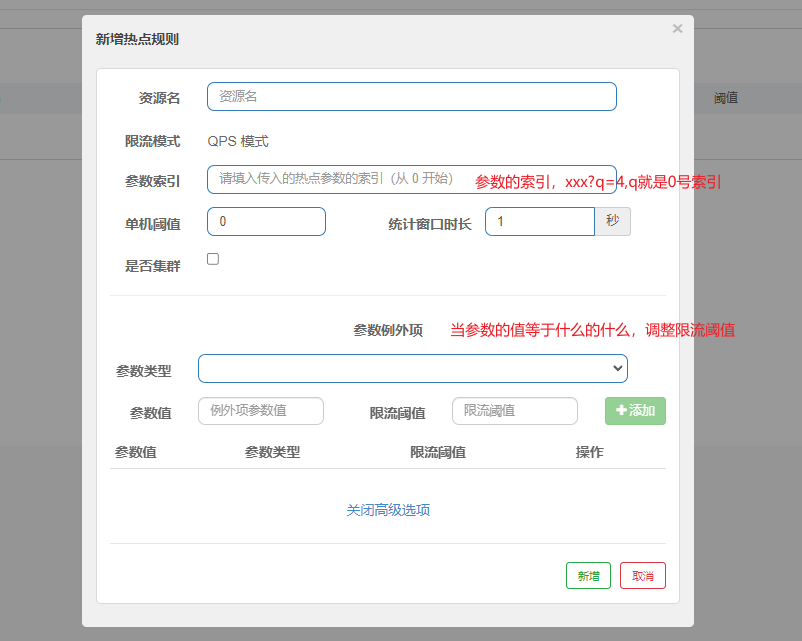 新增热点规则
×
阈值
资源名 资源名
限流模式 QPS 模式
参数索引 请填入传入的热点参数的索引（从 0 开始） 参数的索引，xxx?q=4,q就是0号索引
单机阈值 0 统计窗口时长 1 秒
是否集群
参数例外项 当参数的值等于什么的什么，调整限流阈值
参数类型
参数值 例外项参数值 限流阈值 限流阈值 +添加
参数值 参数类型 限流阈值 操作
关闭高级选项
新增 取消